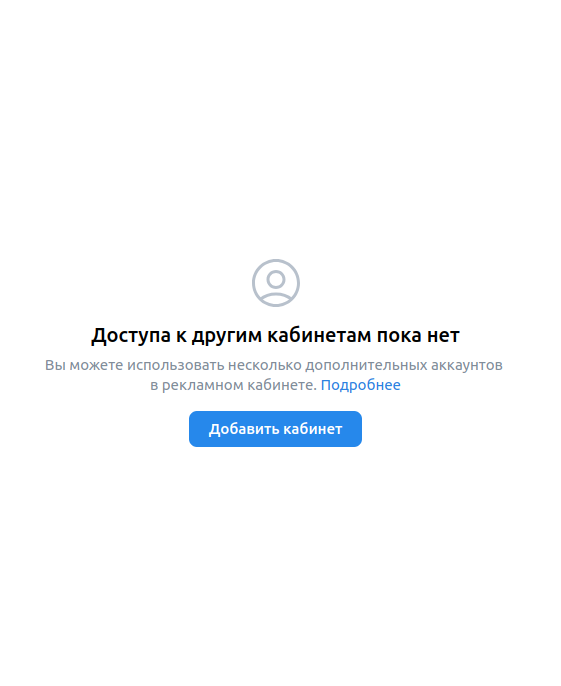 Доступа к другим кабинетам пока нет
Вы можете использовать несколько дополнительных аккаунтов
в рекламном кабинете. Подробнее
Добавить кабинет